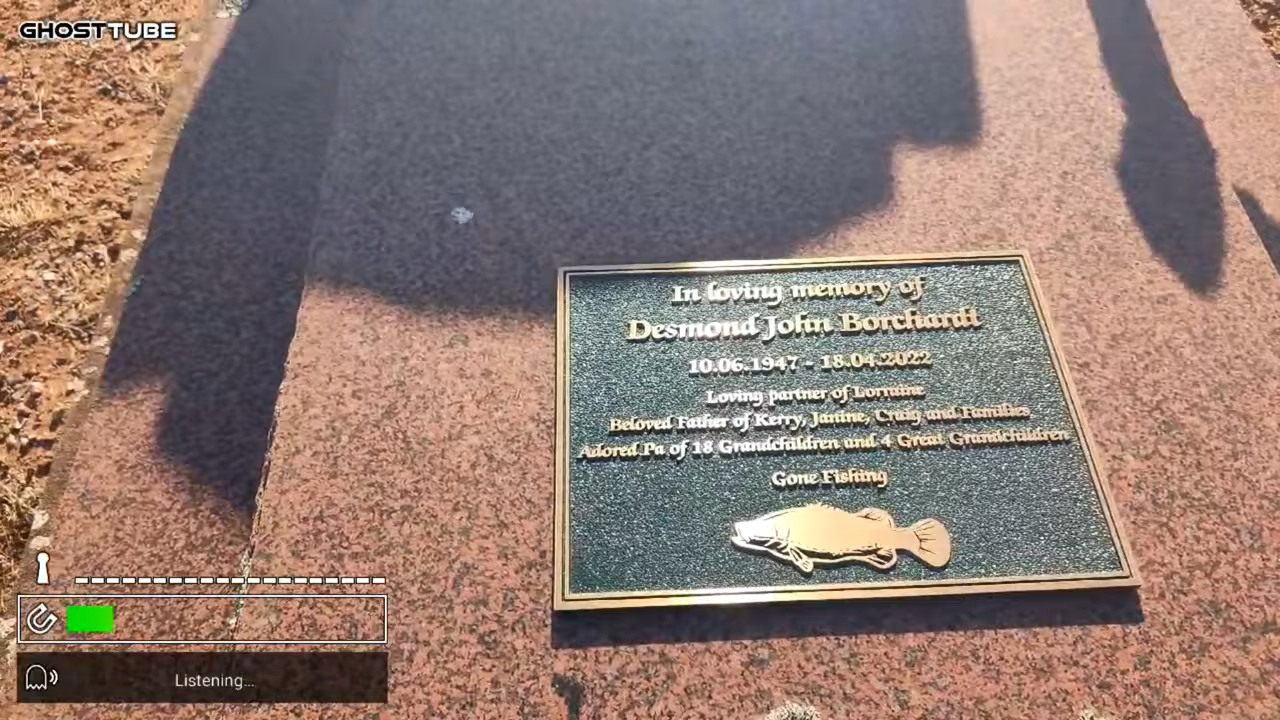 GHOSTTUBE
In loving memory of
Desmond John Borchardt
10.06.1947 - 18.04.2022
Loving partner of Lorraine
Beloved Father of Kerry, Janine, Craig and Families
Adored Pa of 18 Grandchildren and 4 Great Grandchildren
Gone Fishing
Listening...